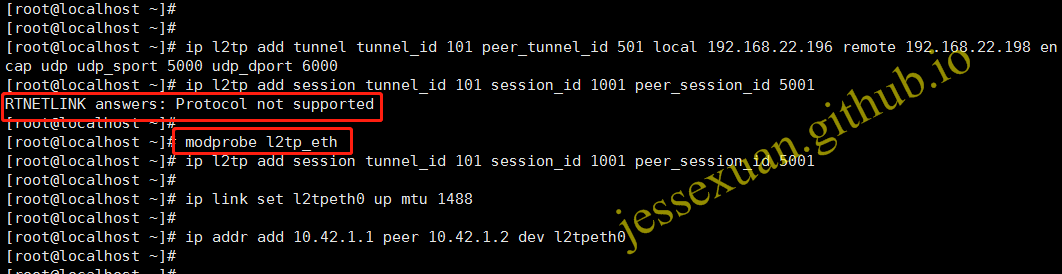 [root@localhost ~]#
[root@localhost ~]#
[root@localhost ~]# ip l2tp add tunnel tunnel_id 101 peer_tunnel_id 501 local 192.168.22.196 remote 192.168.22.198 en
cap udp udp_sport 5000 udp_dport 6000
[root@localhost ~]# ip l2tp add session tunnel_id 101 session_id 1001 peer_session_id 5001
RTNETLINK answers: Protocol not supported
[root@localhost ~]#
[root@localhost ~]# modprobe l2tp_eth
[root@localhost ~]# ip l2tp add session tunnel_id 101 session_id 1001 peer_session_id 5001
[root@localhost ~]#
[root@localhost ~]# ip link set l2tpeth0 up mtu 1488
[root@localhost ~]#
[root@localhost ~]# ip addr add 10.42.1.1 peer 10.42.1.2 dev l2tpeth0
[root@localhost ~]#
[root@localhost ~]#
jessexuan.github.io